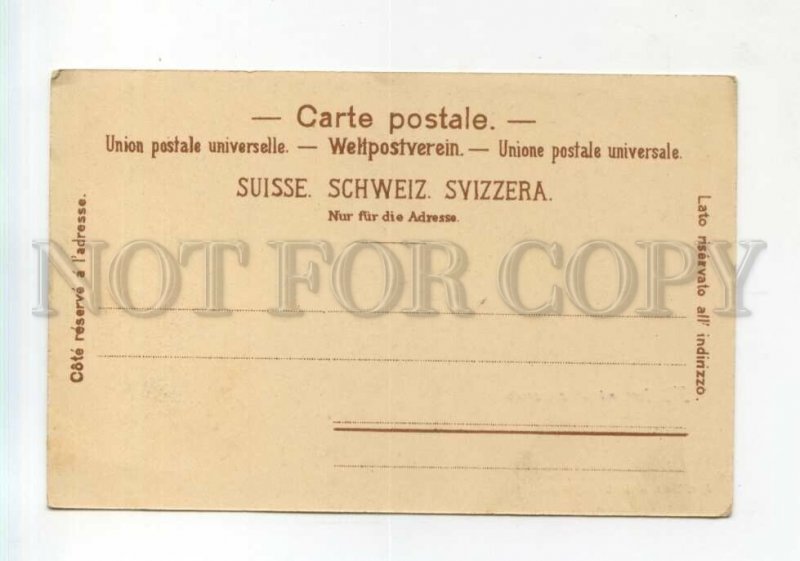 — Carte postale. —
Union postale universelle. — Weltpostverein. — Unione postale universale.
SUISSE. SCHWEIZ. SVIZZERA.
Nur für die Adresse.
Côté réservé à l'adresse.
Lato riservato all' indirizzo.
NOT FOR COPY